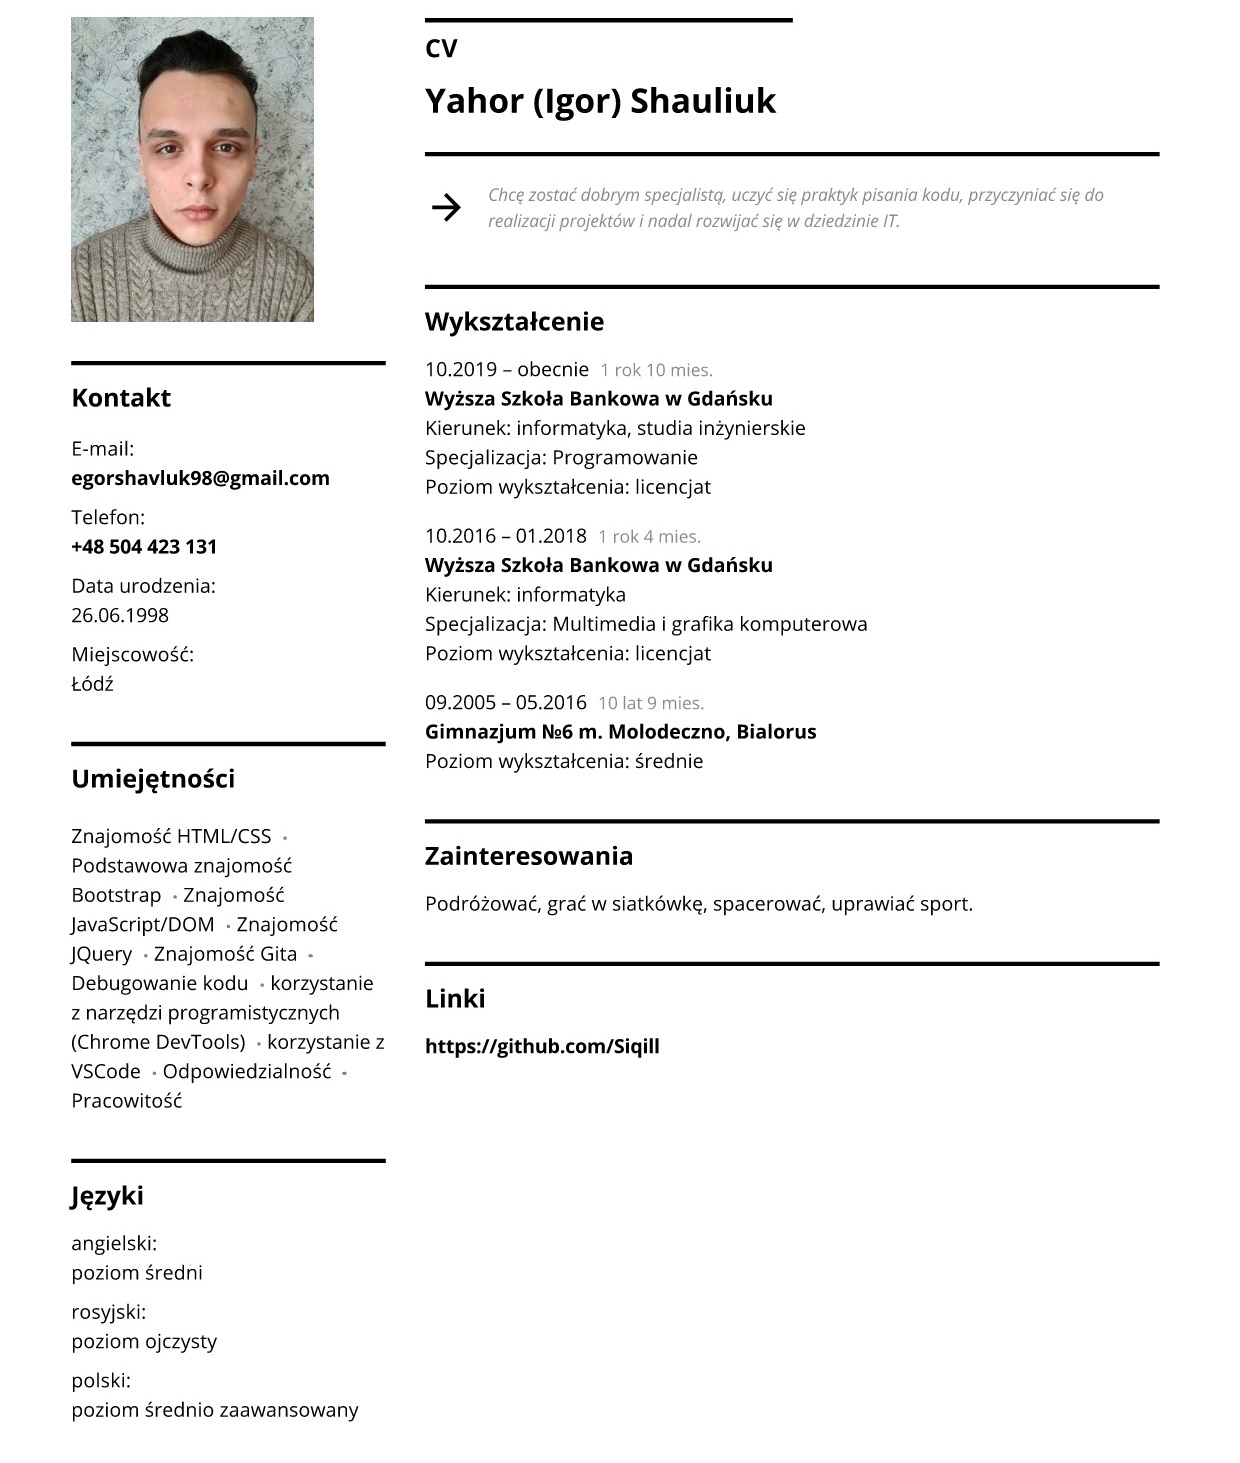 CV
Yahor (Igor) Shauliuk
Chcę zostać dobrym specjalistą, uczyć się praktyk pisania kodu, przyczyniać się do
realizacji projektów i nadal rozwijać się w dziedzinie IT.
Kontakt
E-mail:
egorshavluk98@gmail.com
Telefon:
+48 504 423 131
Data urodzenia:
26.06.1998
Miejscowość:
Łódź
Umiejętności
Znajomość HTML/CSS •
Podstawowa znajomość
Bootstrap • Znajomość
JavaScript/DOM • Znajomość
JQuery • Znajomość Gita •
Debugowanie kodu • korzystanie
z narzędzi programistycznych
(Chrome DevTools) • korzystanie z
VSCode • Odpowiedzialność •
Pracowitość
Języki
angielski:
poziom średni
rosyjski:
poziom ojczysty
polski:
poziom średnio zaawansowany
Wykształcenie
10.2019 – obecnie 1 rok 10 mies.
Wyższa Szkoła Bankowa w Gdańsku
Kierunek: informatyka, studia inżynierskie
Specjalizacja: Programowanie
Poziom wykształcenia: licencjat
10.2016 – 01.2018 1 rok 4 mies.
Wyższa Szkoła Bankowa w Gdańsku
Kierunek: informatyka
Specjalizacja: Multimedia i grafika komputerowa
Poziom wykształcenia: licencjat
09.2005 – 05.2016 10 lat 9 mies.
Gimnazjum №6 m. Molodeczno, Bialorus
Poziom wykształcenia: średnie
Zainteresowania
Podróżować, grać w siatkówkę, spacerować, uprawiać sport.
Linki
https://github.com/Siqill